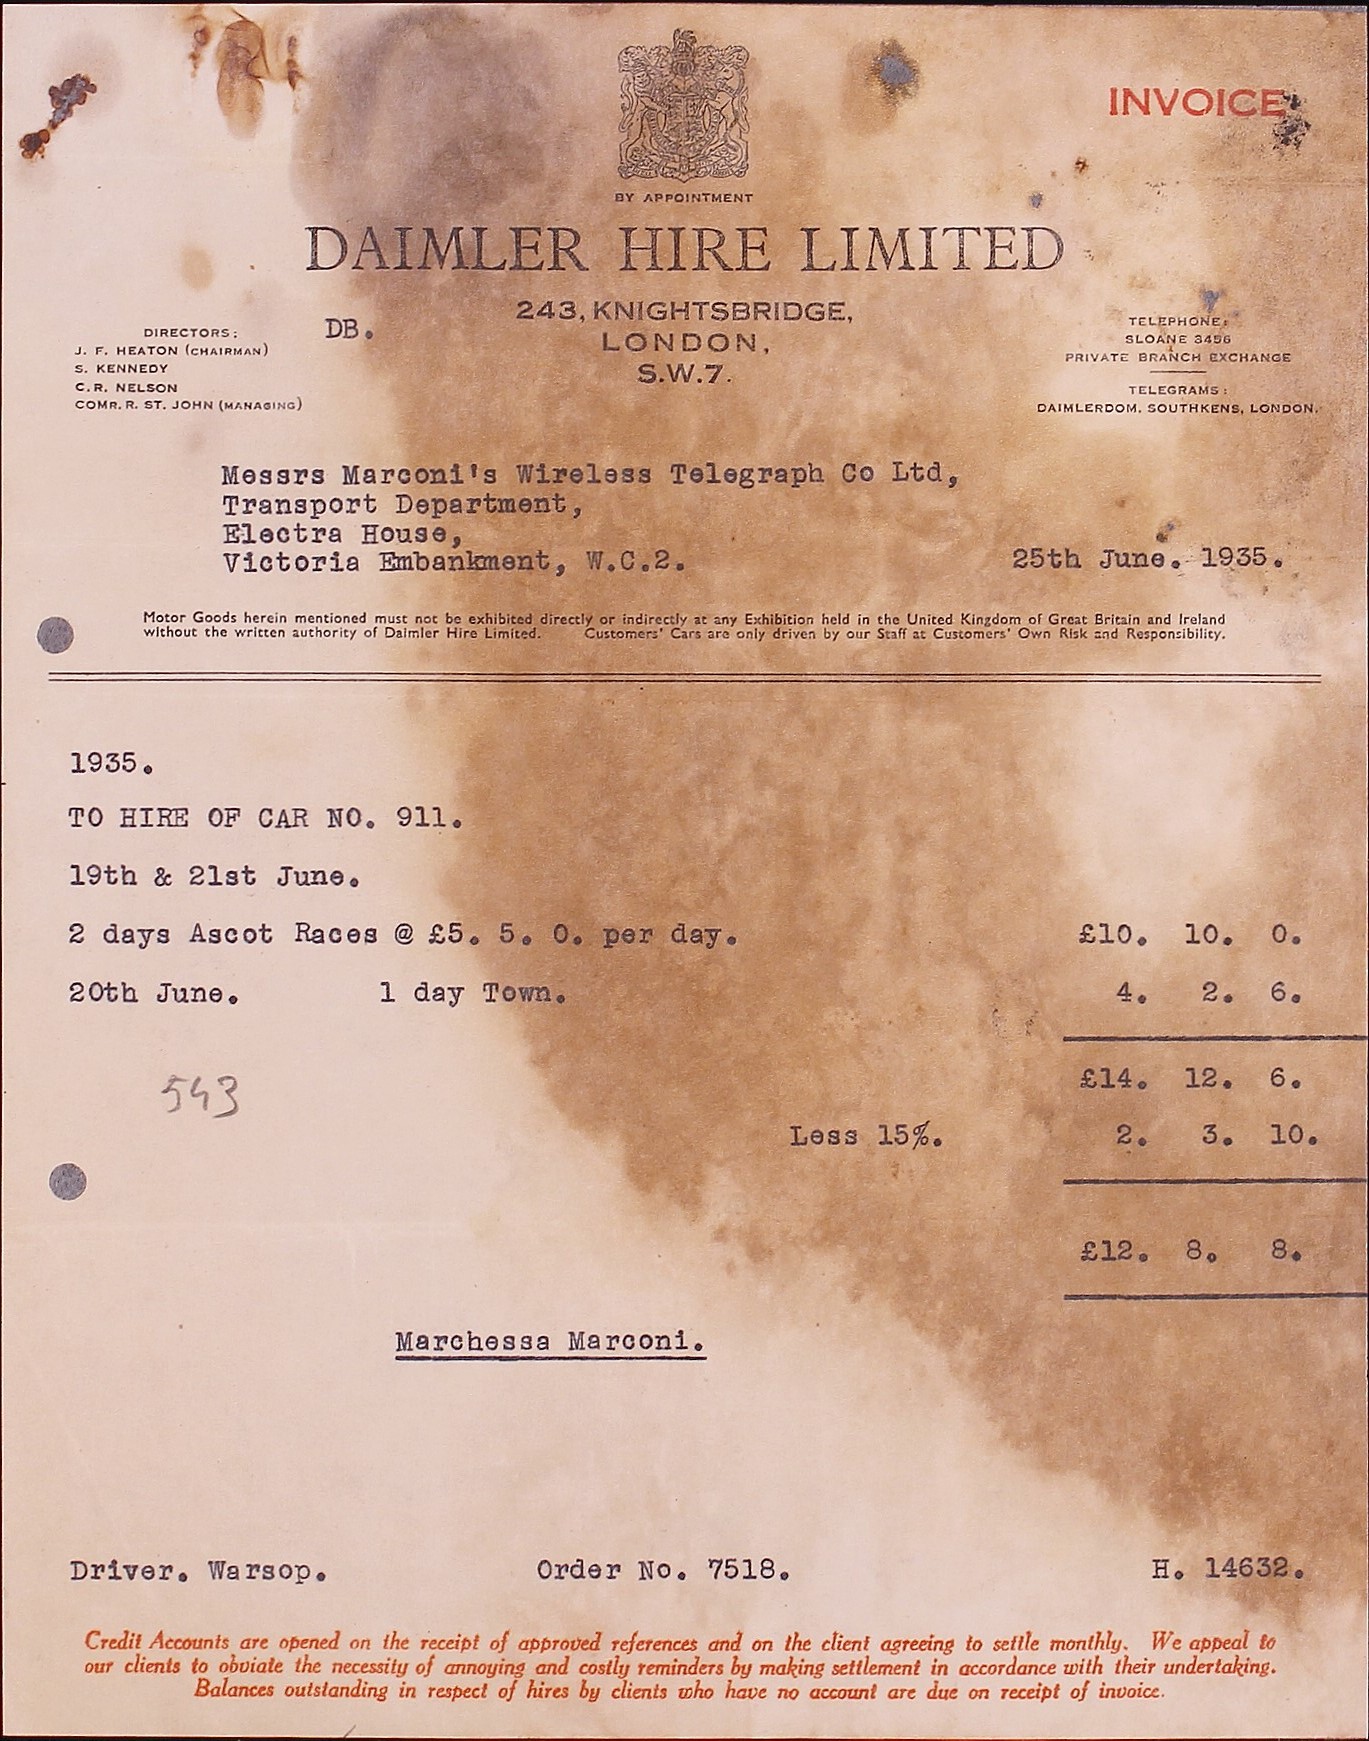 INVOICE
BY APPOINTMENT
DAIMLER HIRE LIMITED
243, KNIGHTSBRIDGE,
LONDON,
S.W.7.
DIRECTORS:
J. F. HEATON (CHAIRMAN)
S. KENNEDY
C.R. NELSON
COMR. R. ST. JOHN (MANAGING)
DB.
TELEPHONE:
SLOANE 3456
PRIVATE BRANCH EXCHANGE
TELEGRAMS:
DAIMLERDOM, SOUTHKENS, LONDON.
Messrs Marconi's Wireless Telegraph Co Ltd,
Transport Department,
Electra House,
Victoria Embankment, W.C.2.
25th June. 1935.
Motor Goods herein mentioned must not be exhibited directly or indirectly at any Exhibition held in the United Kingdom of Great Britain and Ireland
without the written authority of Daimler Hire Limited. Customers' Cars are only driven by our Staff at Customers' Own Risk and Responsibility.
1935.
TO HIRE OF CAR NO. 911.
19th & 21st June.
2 days Ascot Races @ £5. 5. 0. per day. £10. 10. 0.
20th June. 1 day Town. 4. 2. 6.
£14. 12. 6.
543
Less 15%. 2. 3. 10.
£12. 8. 8.
Marchessa Marconi.
Driver. Warsop. Order No. 7518. H. 14632.
Credit Accounts are opened on the receipt of approved references and on the client agreeing to settle monthly. We appeal to
our clients to obviate the necessity of annoying and costly reminders by making settlement in accordance with their undertaking.
Balances outstanding in respect of hires by clients who have no account are due on receipt of invoice.